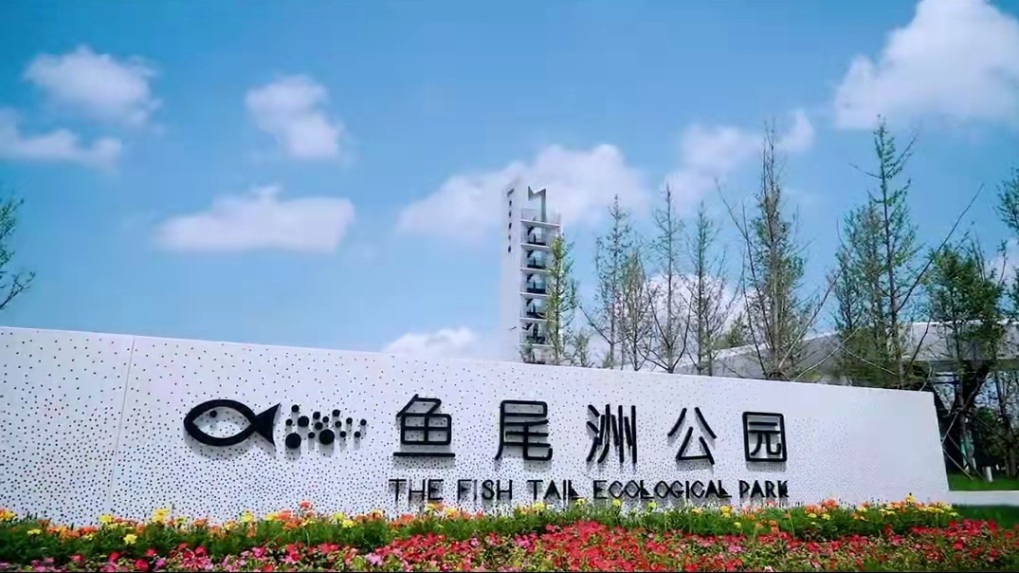 鱼尾洲公园
THE FISH TAIL ECOLOGICAL PARK